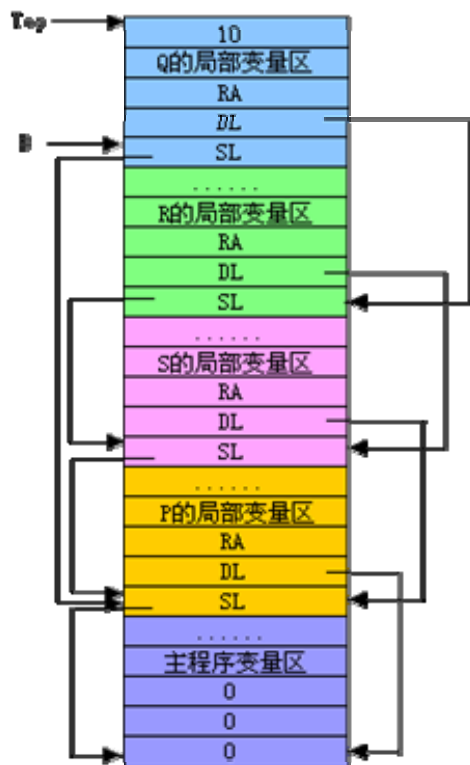 Top
10
Q的局部变量区
RA
DL
B
SL
......
R的局部变量区
RA
DL
SL
......
S的局部变量区
RA
DL
SL
......
P的局部变量区
RA
DL
SL
......
主程序变量区
0
0
0